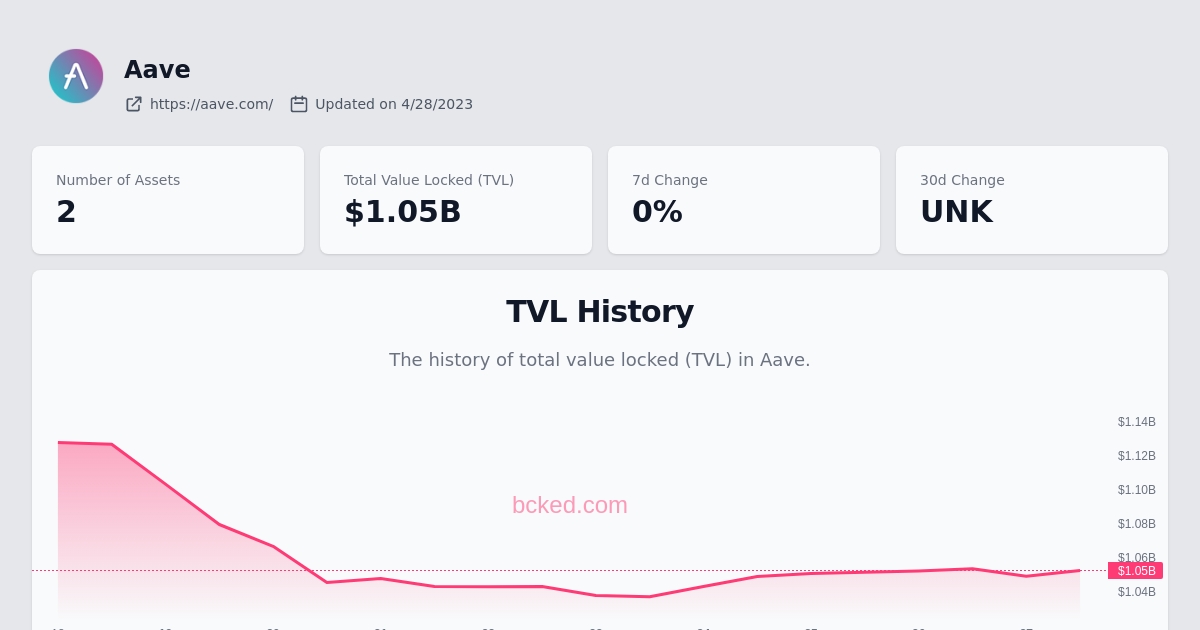 Aave
https://aave.com/ Updated on 4/28/2023
Number of Assets
2
Total Value Locked (TVL)
$1.05B
7d Change
0%
30d Change
UNK
TVL History
The history of total value locked (TVL) in Aave.
bcked.com
$1.14B
$1.12B
$1.10B
$1.08B
$1.06B
$1.05B
$1.04B